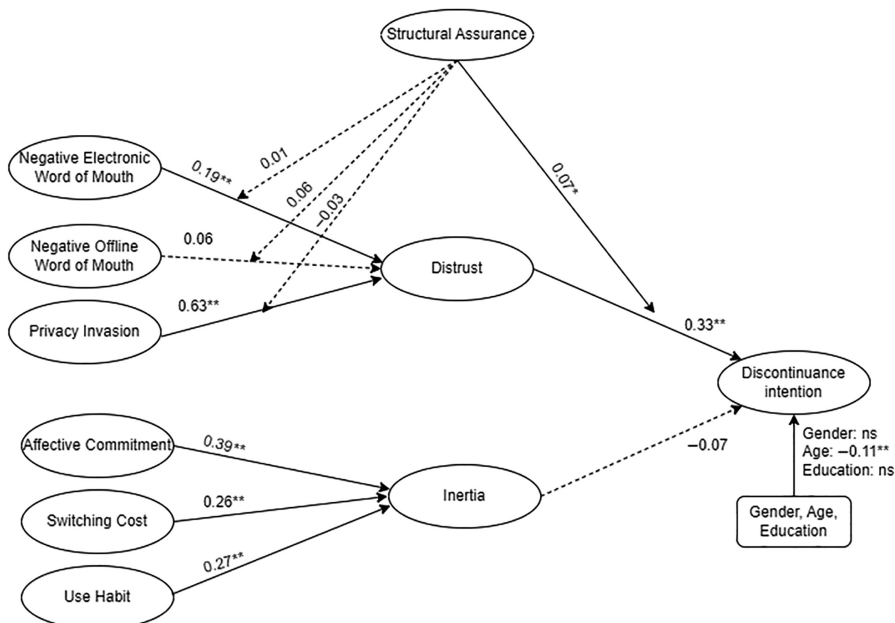 Structural Assurance
Negative Electronic
Word of Mouth
0.19**
0.01
0.06
−0.03
0.07*
Negative Offline
Word of Mouth
0.06
Distrust
Privacy Invasion
0.63**
0.33**
Discontinuance
intention
Affective Commitment
0.39**
−0.07
Gender: ns
Age: −0.11**
Education: ns
Switching Cost
0.26**
Inertia
Gender, Age,
Education
Use Habit
0.27**